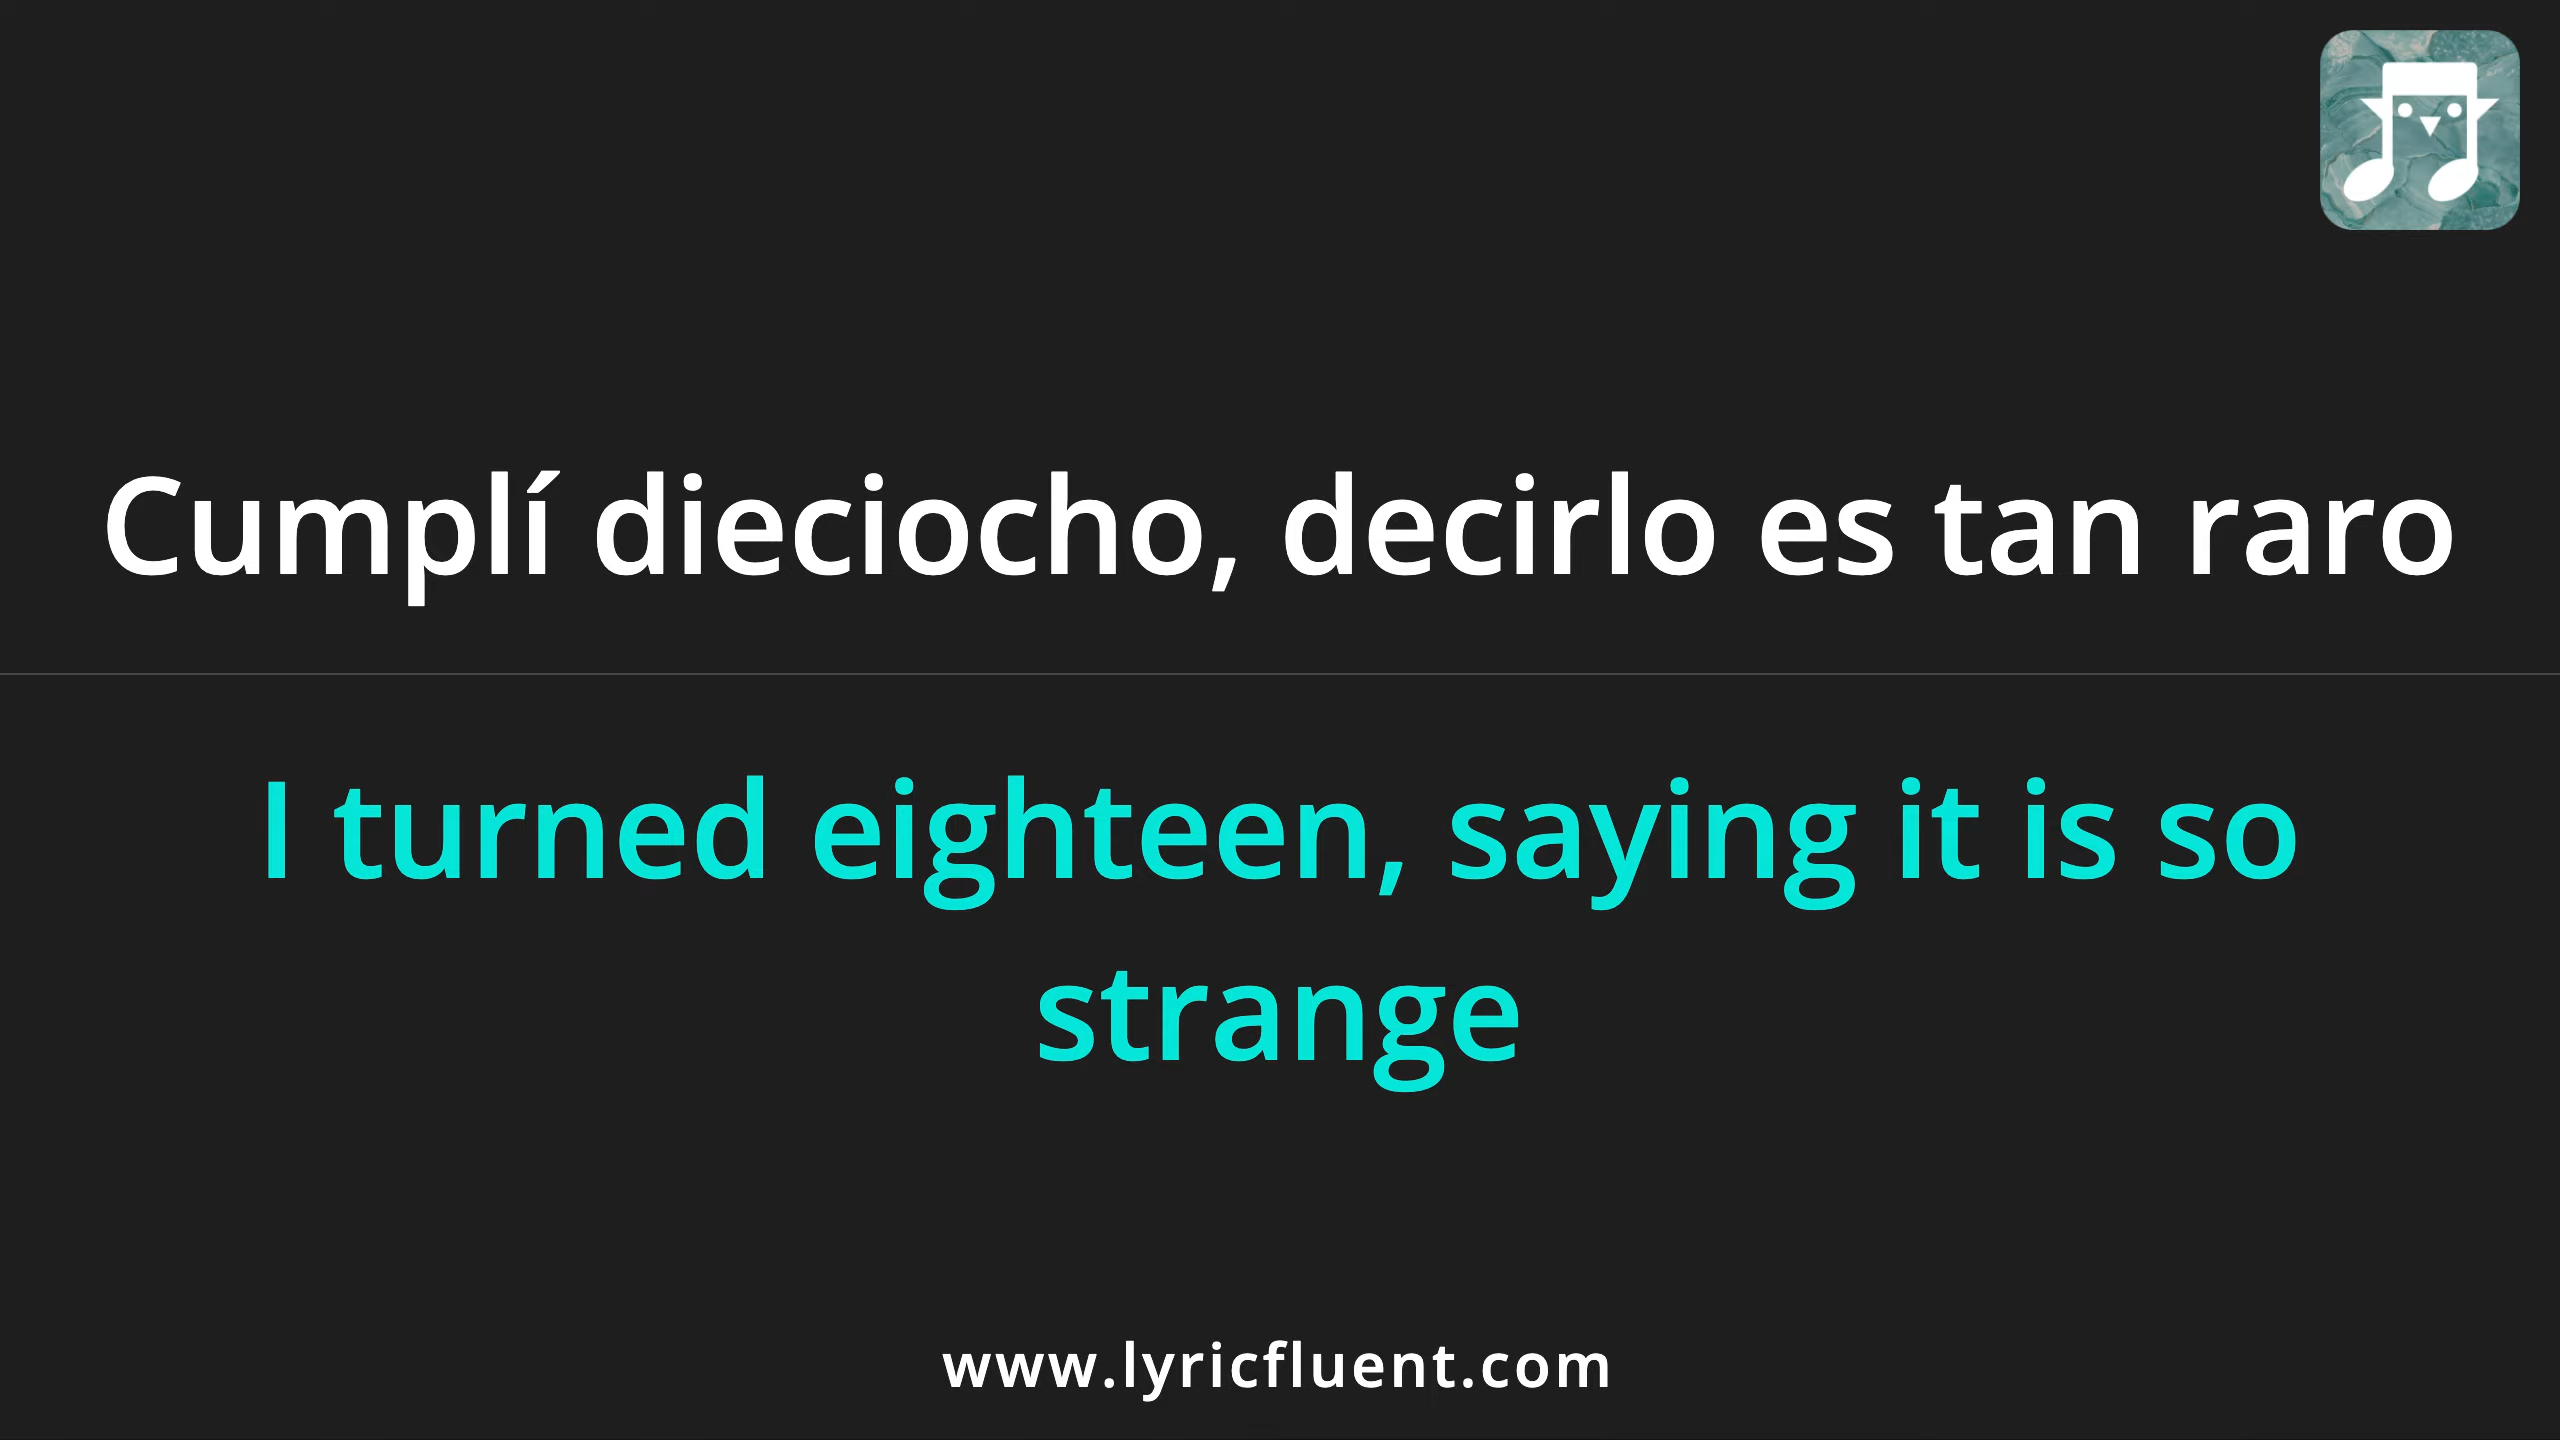 Cumplí dieciocho, decirlo es tan raro
I turned eighteen, saying it is so
strange
www.lyricfluent.com